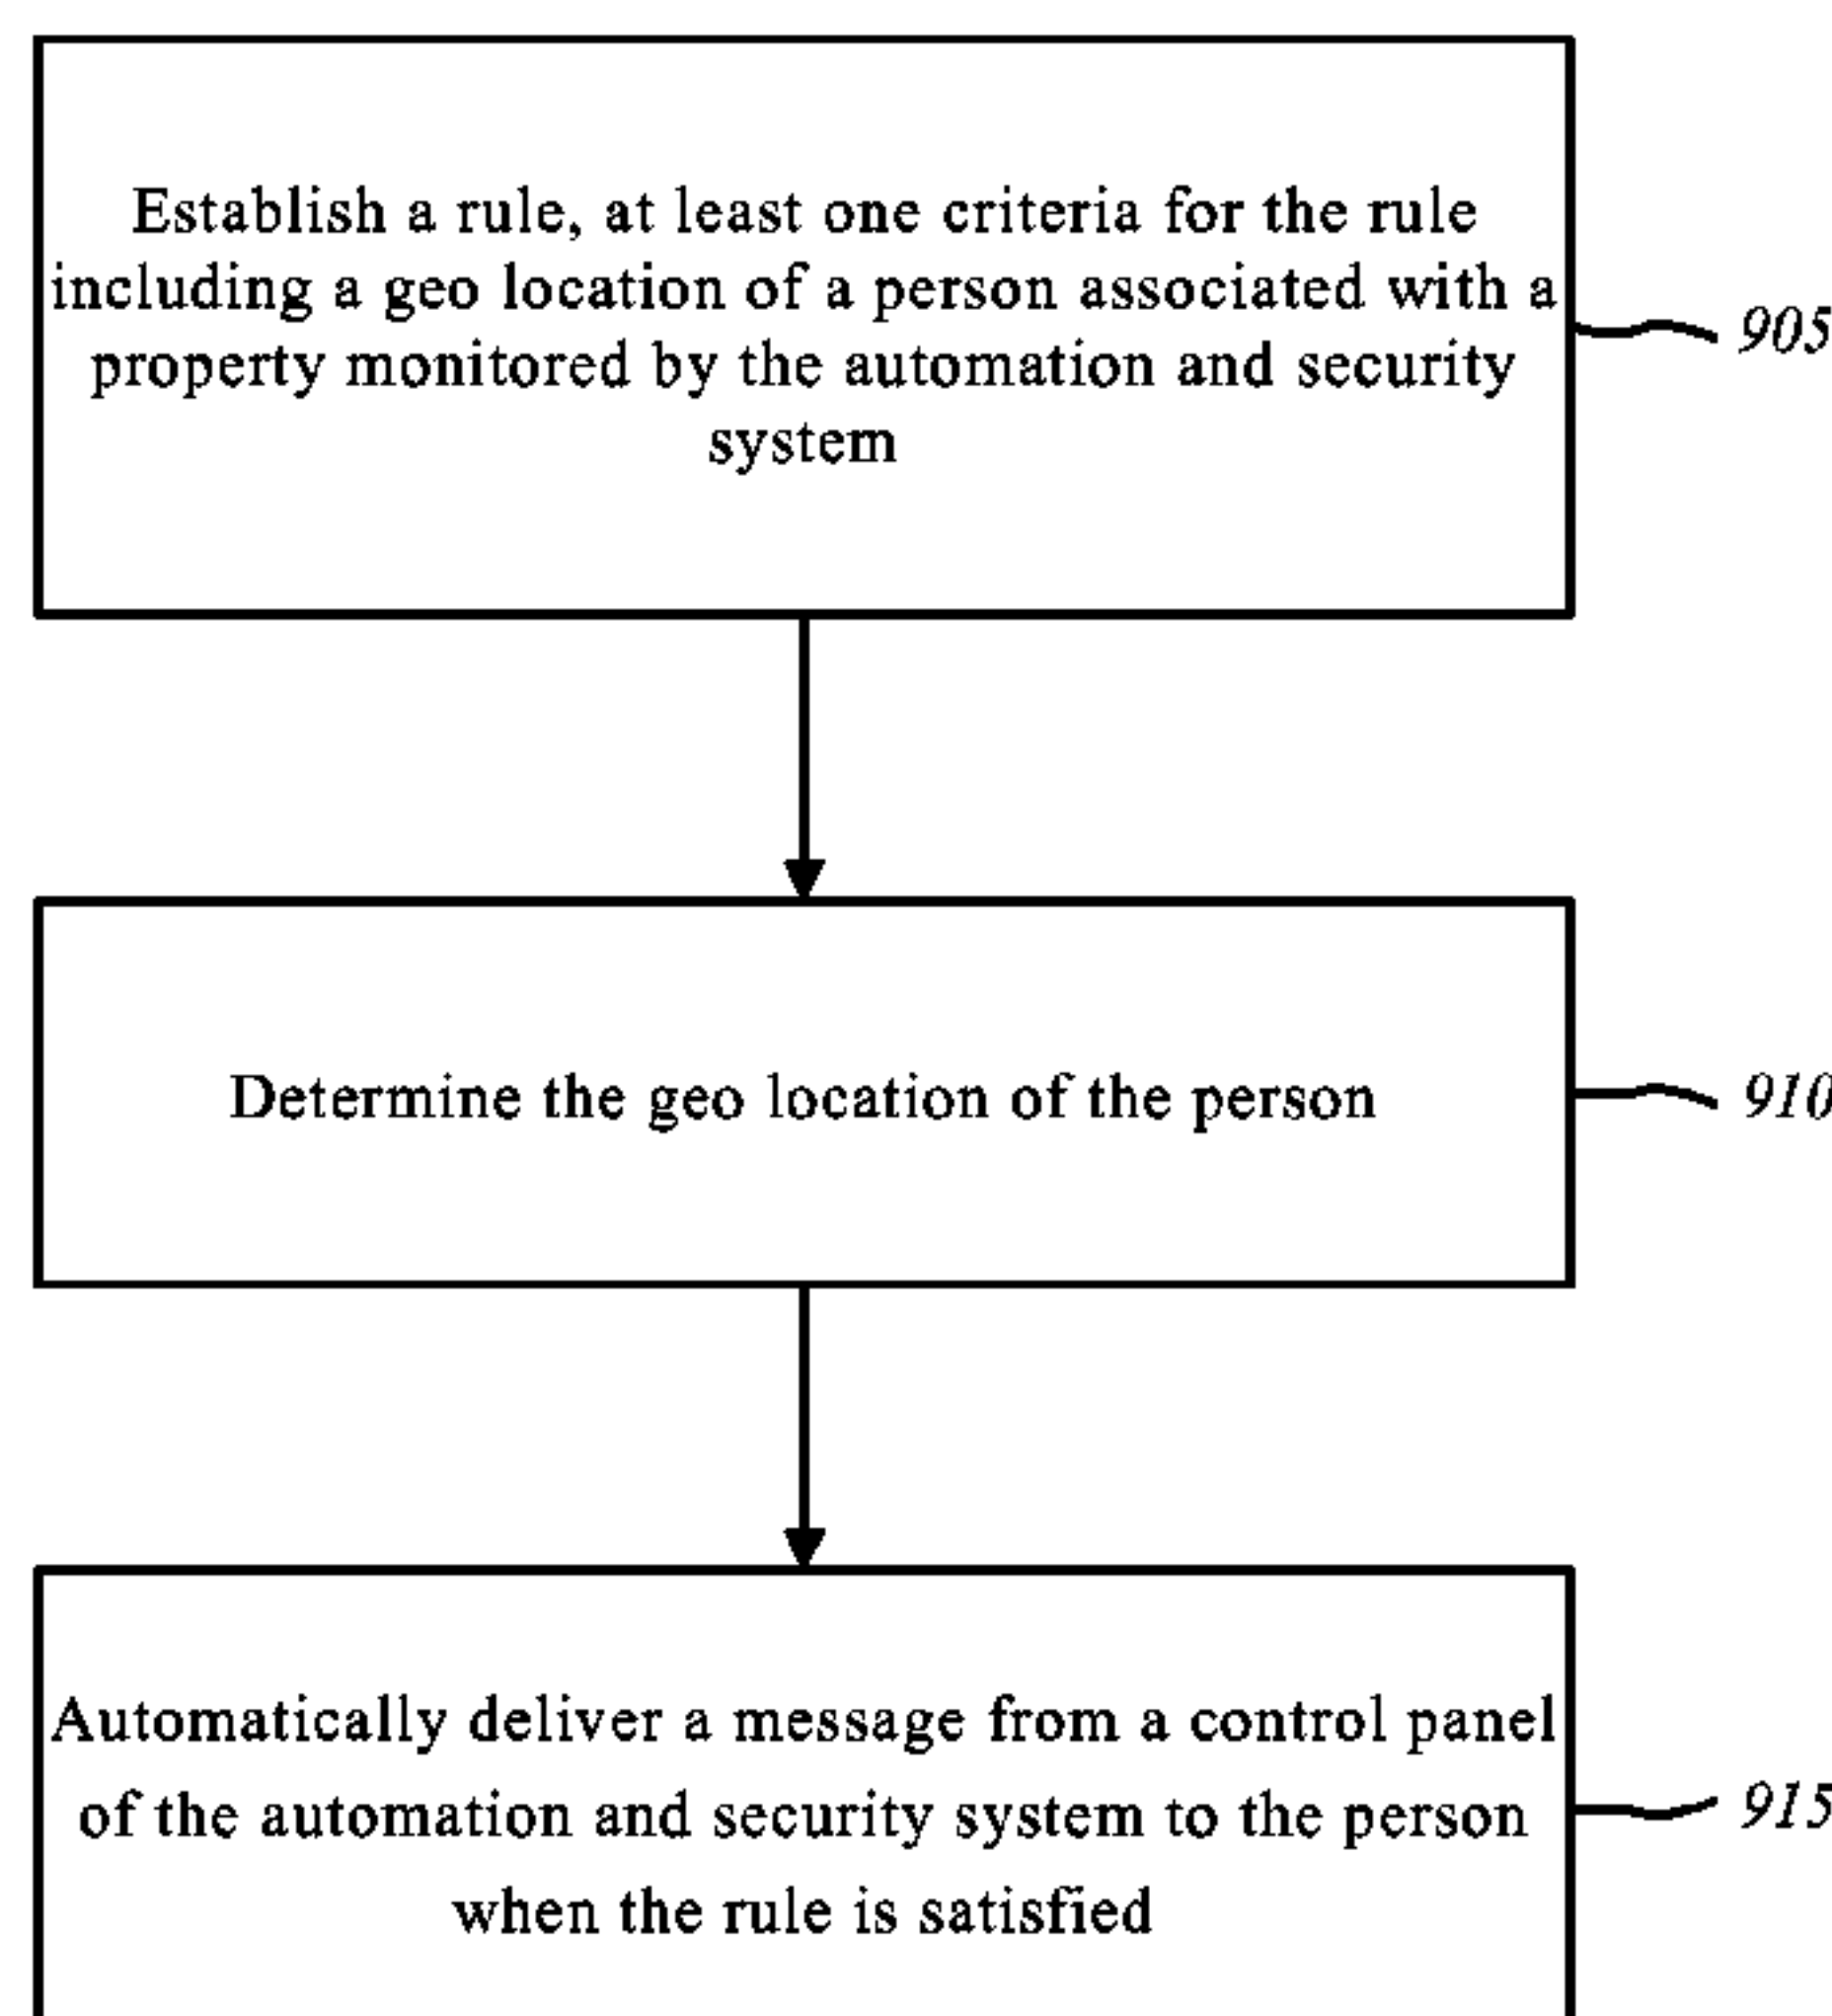 Establish a rule, at least one criteria for the rule
including a geo location of a person associated with a
property monitored by the automation and security
system
905
Determine the geo location of the person
910
Automatically deliver a message from a control panel
of the automation and security system to the person
when the rule is satisfied
915